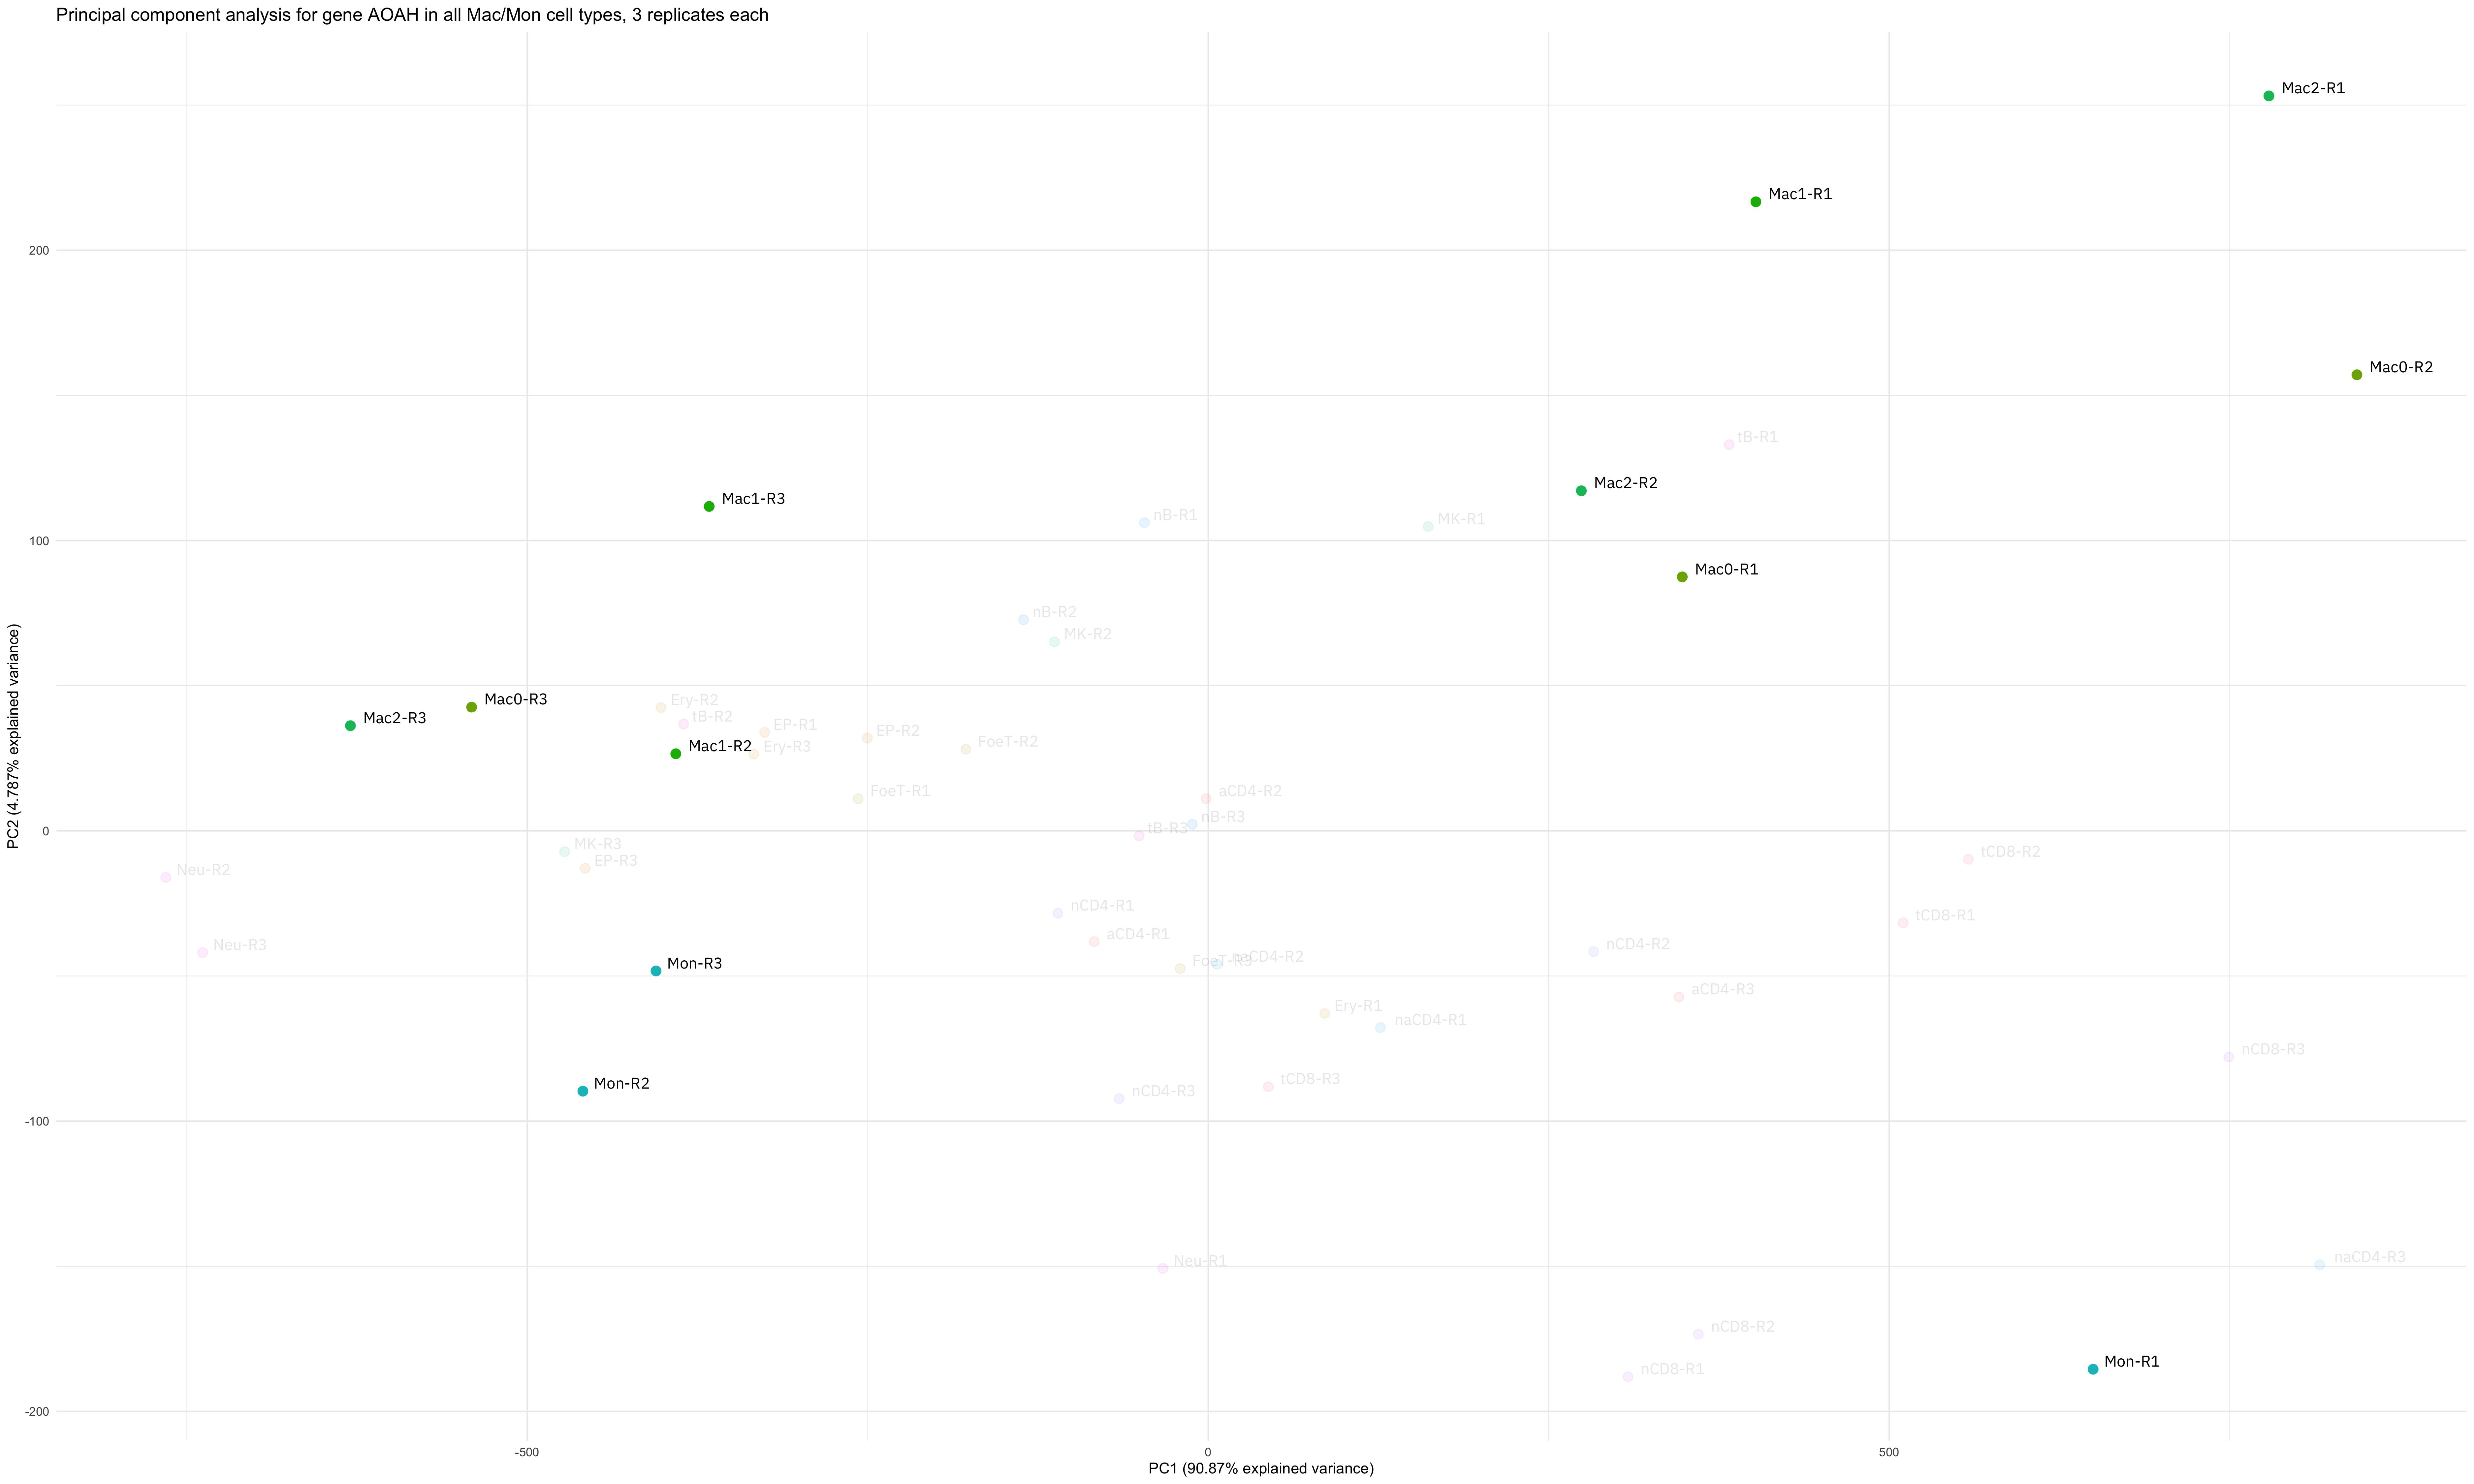 Principal component analysis for gene AOAH in all Mac/Mon cell types, 3 replicates each
Mac2-R1
Mac1-R1
200
Mac0-R2
tB-R1
Mac2-R2
Mac1-R3
nB-R1
MK-R1
100
Mac0-R1
nB-R2
MK-R2
Mac0-R3
Ery-R2
Mac2-R3
tB-R2
EP-R1
EP-R2
FoeT-R2
Mac1-R2
Ery-R3
FoeT-R1
aCD4-R2
nB-R3
tB-R3
0
PC2 (4.787% explained variance)
MK-R3
EP-R3
tCD8-R2
Neu-R2
nCD4-R1
tCD8-R1
aCD4-R1
nCD4-R2
Neu-R3
Mon-R3
FoeT-R3
naCD4-R2
aCD4-R3
Ery-R1
naCD4-R1
nCD8-R3
Mon-R2
tCD8-R3
nCD4-R3
-100
Neu-R1
naCD4-R3
nCD8-R2
nCD8-R1
Mon-R1
-200
-500
0
500
PC1 (90.87% explained variance)